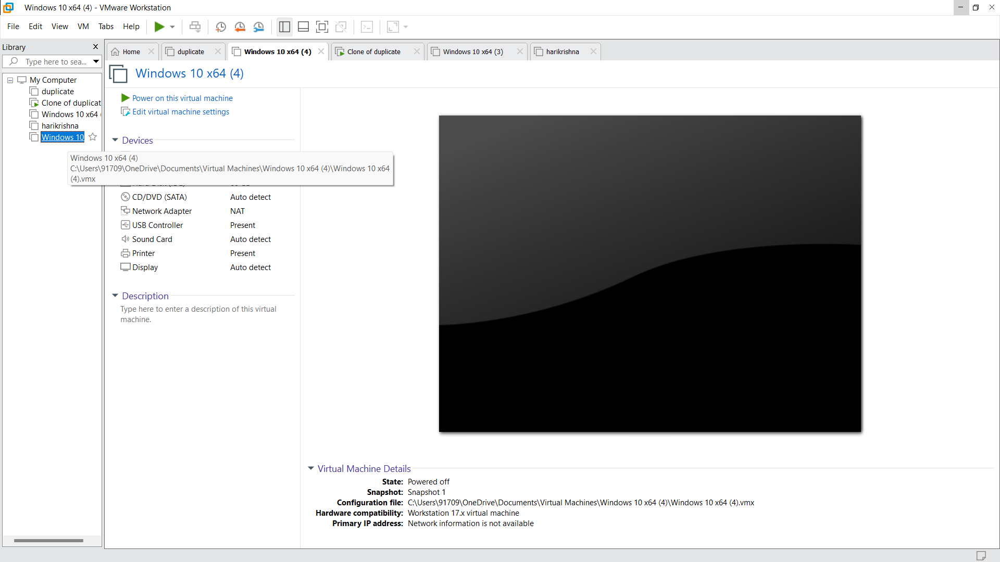 Windows 10 x64 (4) - VMware Workstation
File Edit View VM Tabs Help
Library
Type here to sea...
My Computer
duplicate
Clone of duplicat
Windows 10 x64
harikrishna
Windows 10
Home duplicate Windows 10 x64 (4) Clone of duplicate Windows 10 x64 (3) harikrishna
Windows 10 x64 (4)
Power on this virtual machine
Edit virtual machine settings
Devices
Windows 10 x64 (4)
C:\Users\91709\OneDrive\Documents\Virtual Machines\Windows 10 x64 (4)\Windows 10 x64
(4).vmx
CD/DVD (SATA) Auto detect
Network Adapter NAT
USB Controller Present
Sound Card Auto detect
Printer Present
Display Auto detect
Description
Type here to enter a description of this virtual
machine.
Virtual Machine Details
State: Powered off
Snapshot: Snapshot 1
Configuration file: C:\Users\91709\OneDrive\Documents\Virtual Machines\Windows 10 x64 (4)\Windows 10 x64 (4).vmx
Hardware compatibility: Workstation 17.x virtual machine
Primary IP address: Network information is not available